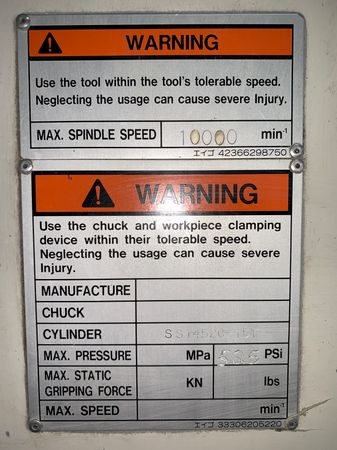 WARNING
Use the tool within the tool's tolerable speed.
Neglecting the usage can cause severe Injury.
MAX. SPINDLE SPEED 10000 min⁻¹
エイゴ 42366298750
WARNING
Use the chuck and workpiece clamping
device within their tolerable speed.
Neglecting the usage can cause severe
Injury.
MANUFACTURE
CHUCK
CYLINDER
MAX. PRESSURE MPa PSi
MAX. STATIC
GRIPPING FORCE KN lbs
MAX. SPEED min⁻¹
エイゴ 33306205220